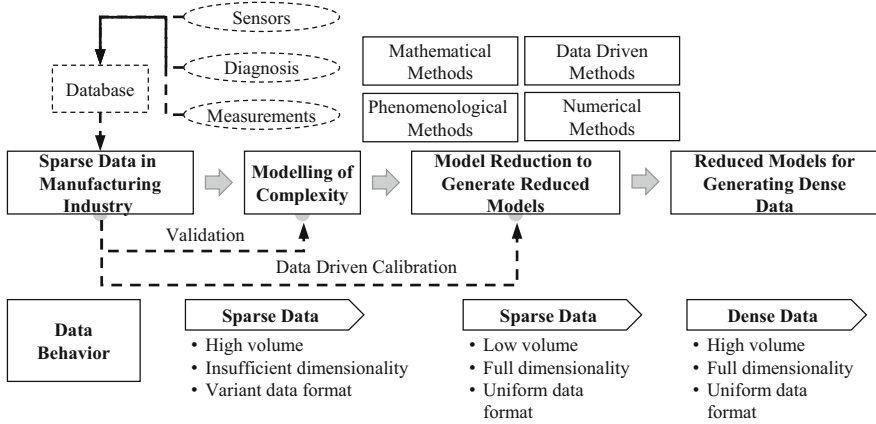 Sensors
Diagnosis
Measurements
Database
Mathematical
Methods
Data Driven
Methods
Phenomenological
Methods
Numerical
Methods
Sparse Data in
Manufacturing
Industry
Modelling of
Complexity
Model Reduction to
Generate Reduced
Models
Reduced Models for
Generating Dense
Data
Validation
Data Driven Calibration
Data
Behavior
Sparse Data
• High volume
• Insufficient dimensionality
• Variant data format
Sparse Data
• Low volume
• Full dimensionality
• Uniform data
format
Dense Data
• High volume
• Full dimensionality
• Uniform data
format